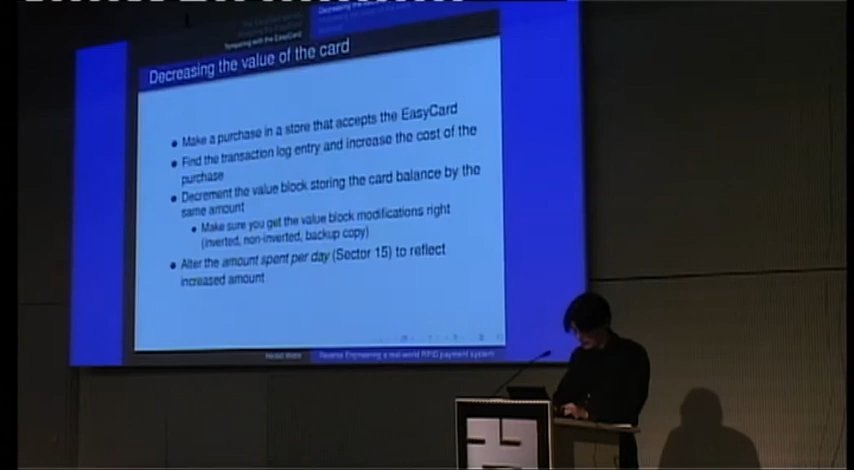 Tampering with the EasyCard
Decreasing the value of the card
Make a purchase in a store that accepts the EasyCard
Find the transaction log entry and increase the cost of the
purchase
Decrement the value block storing the card balance by the
same amount
Make sure you get the value block modifications right
(inverted, non-inverted, backup copy)
Alter the amount spent per day (Sector 15) to reflect
increased amount
Harald Welte
Reverse Engineering a real-world RFID payment system